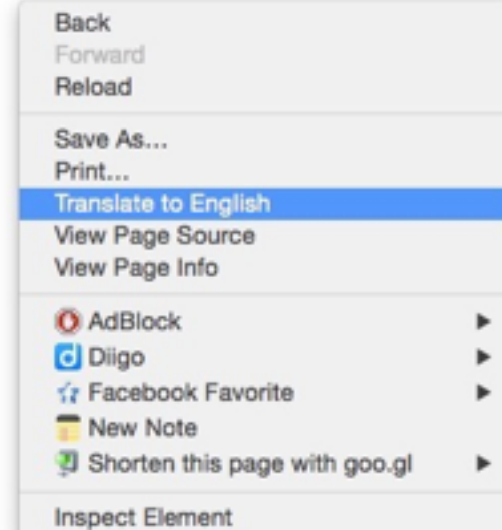 Back
Forward
Reload
Save As...
Print...
Translate to English
View Page Source
View Page Info
AdBlock
Diigo
Facebook Favorite
New Note
Shorten this page with goo.gl
Inspect Element